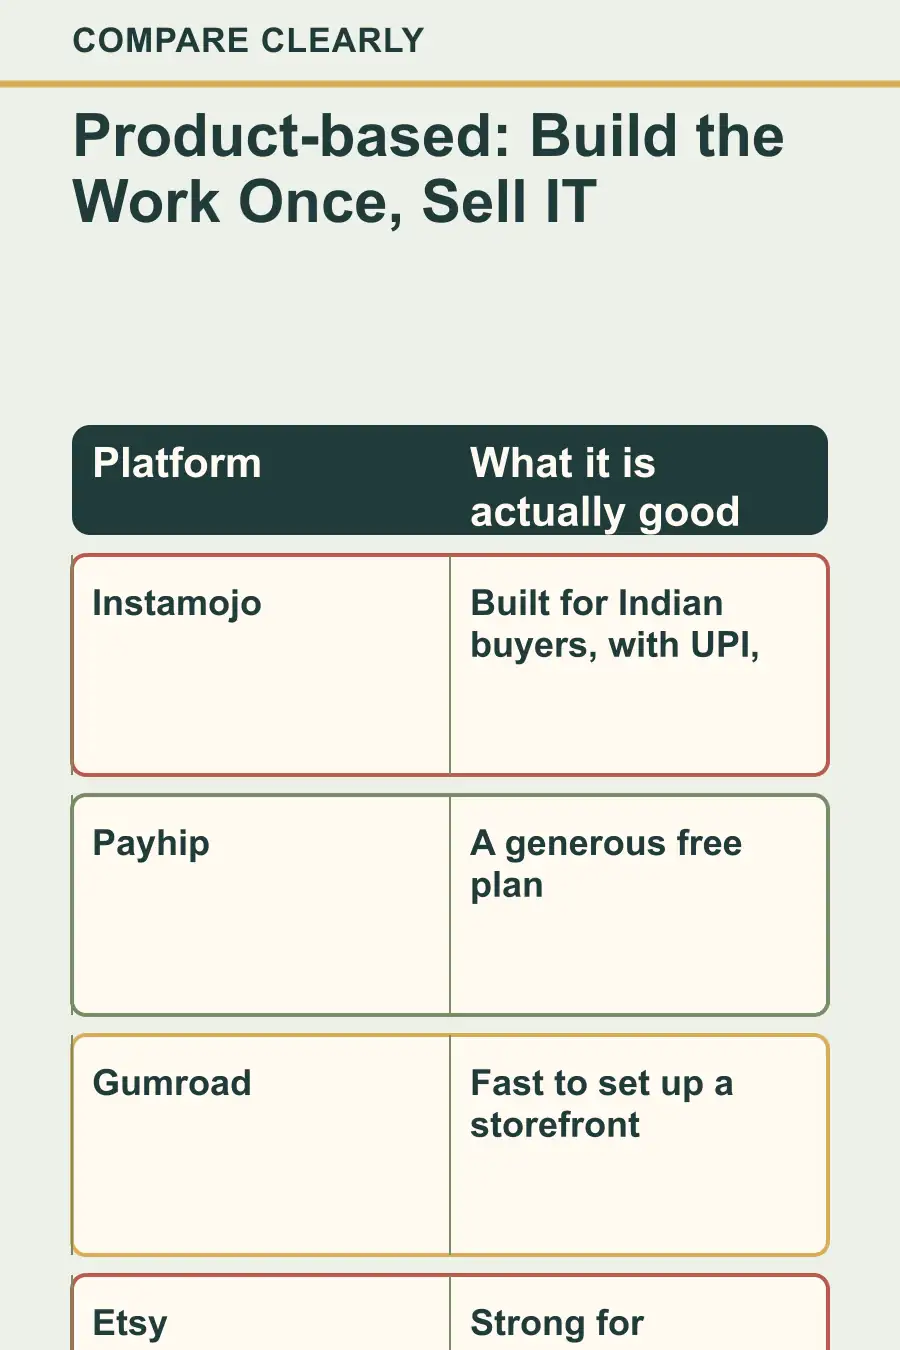 COMPARE CLEARLY
Product-based: Build the
Work Once, Sell IT
Platform
What it is
actually good
Instamojo
Built for Indian
buyers, with UPI,
Payhip
A generous free
plan
Gumroad
Fast to set up a
storefront
Etsy
Strong for